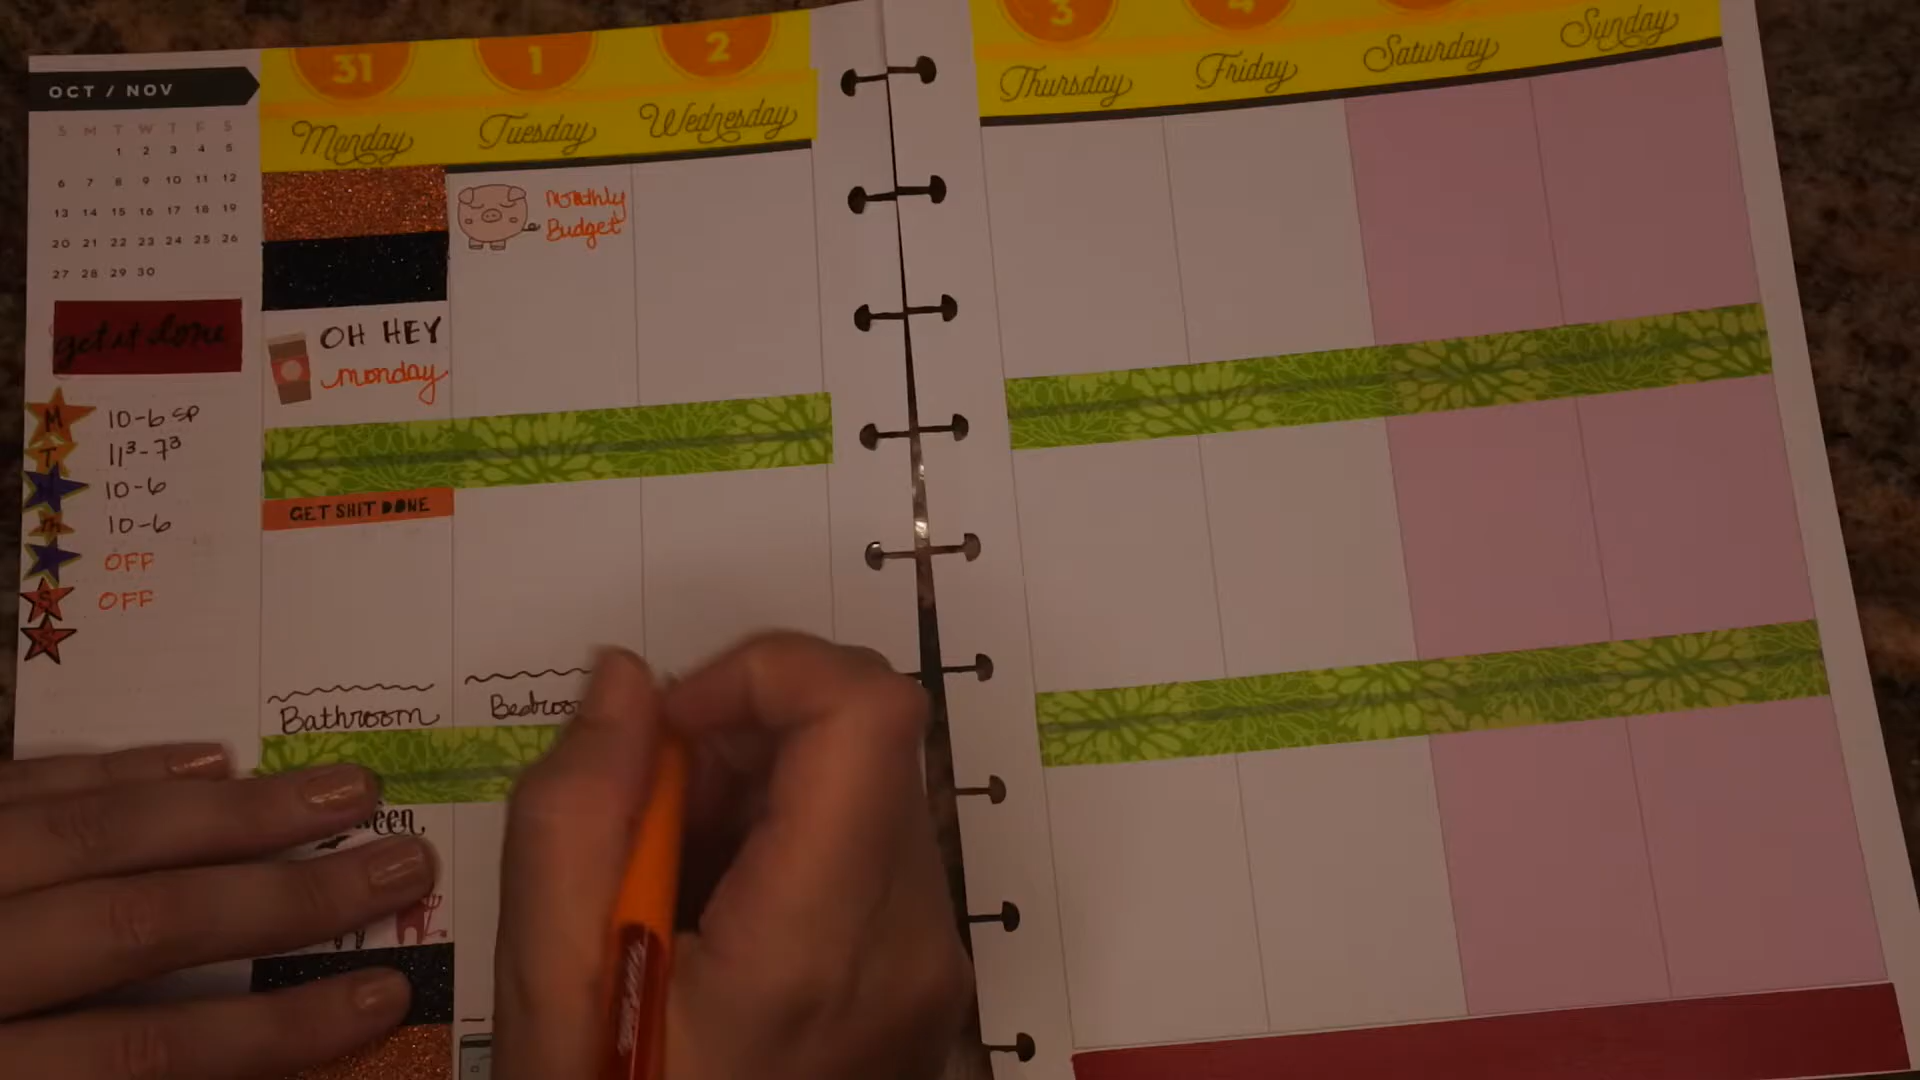 OCT / NOV
S M T W T F S
1 2 3 4 5
6 7 8 9 10 11 12
13 14 15 16 17 18 19
20 21 22 23 24 25 26
27 28 29 30
get it done
M 10-6 SP
T 11³-7³
10-6
Th 10-6
OFF
S OFF
S
31
Monday
OH HEY
monday
GET SHIT DONE
Bathroom
1
Tuesday
Monthly
Budget
2
Wednesday
3
Thursday
4
Friday
Saturday
Sunday